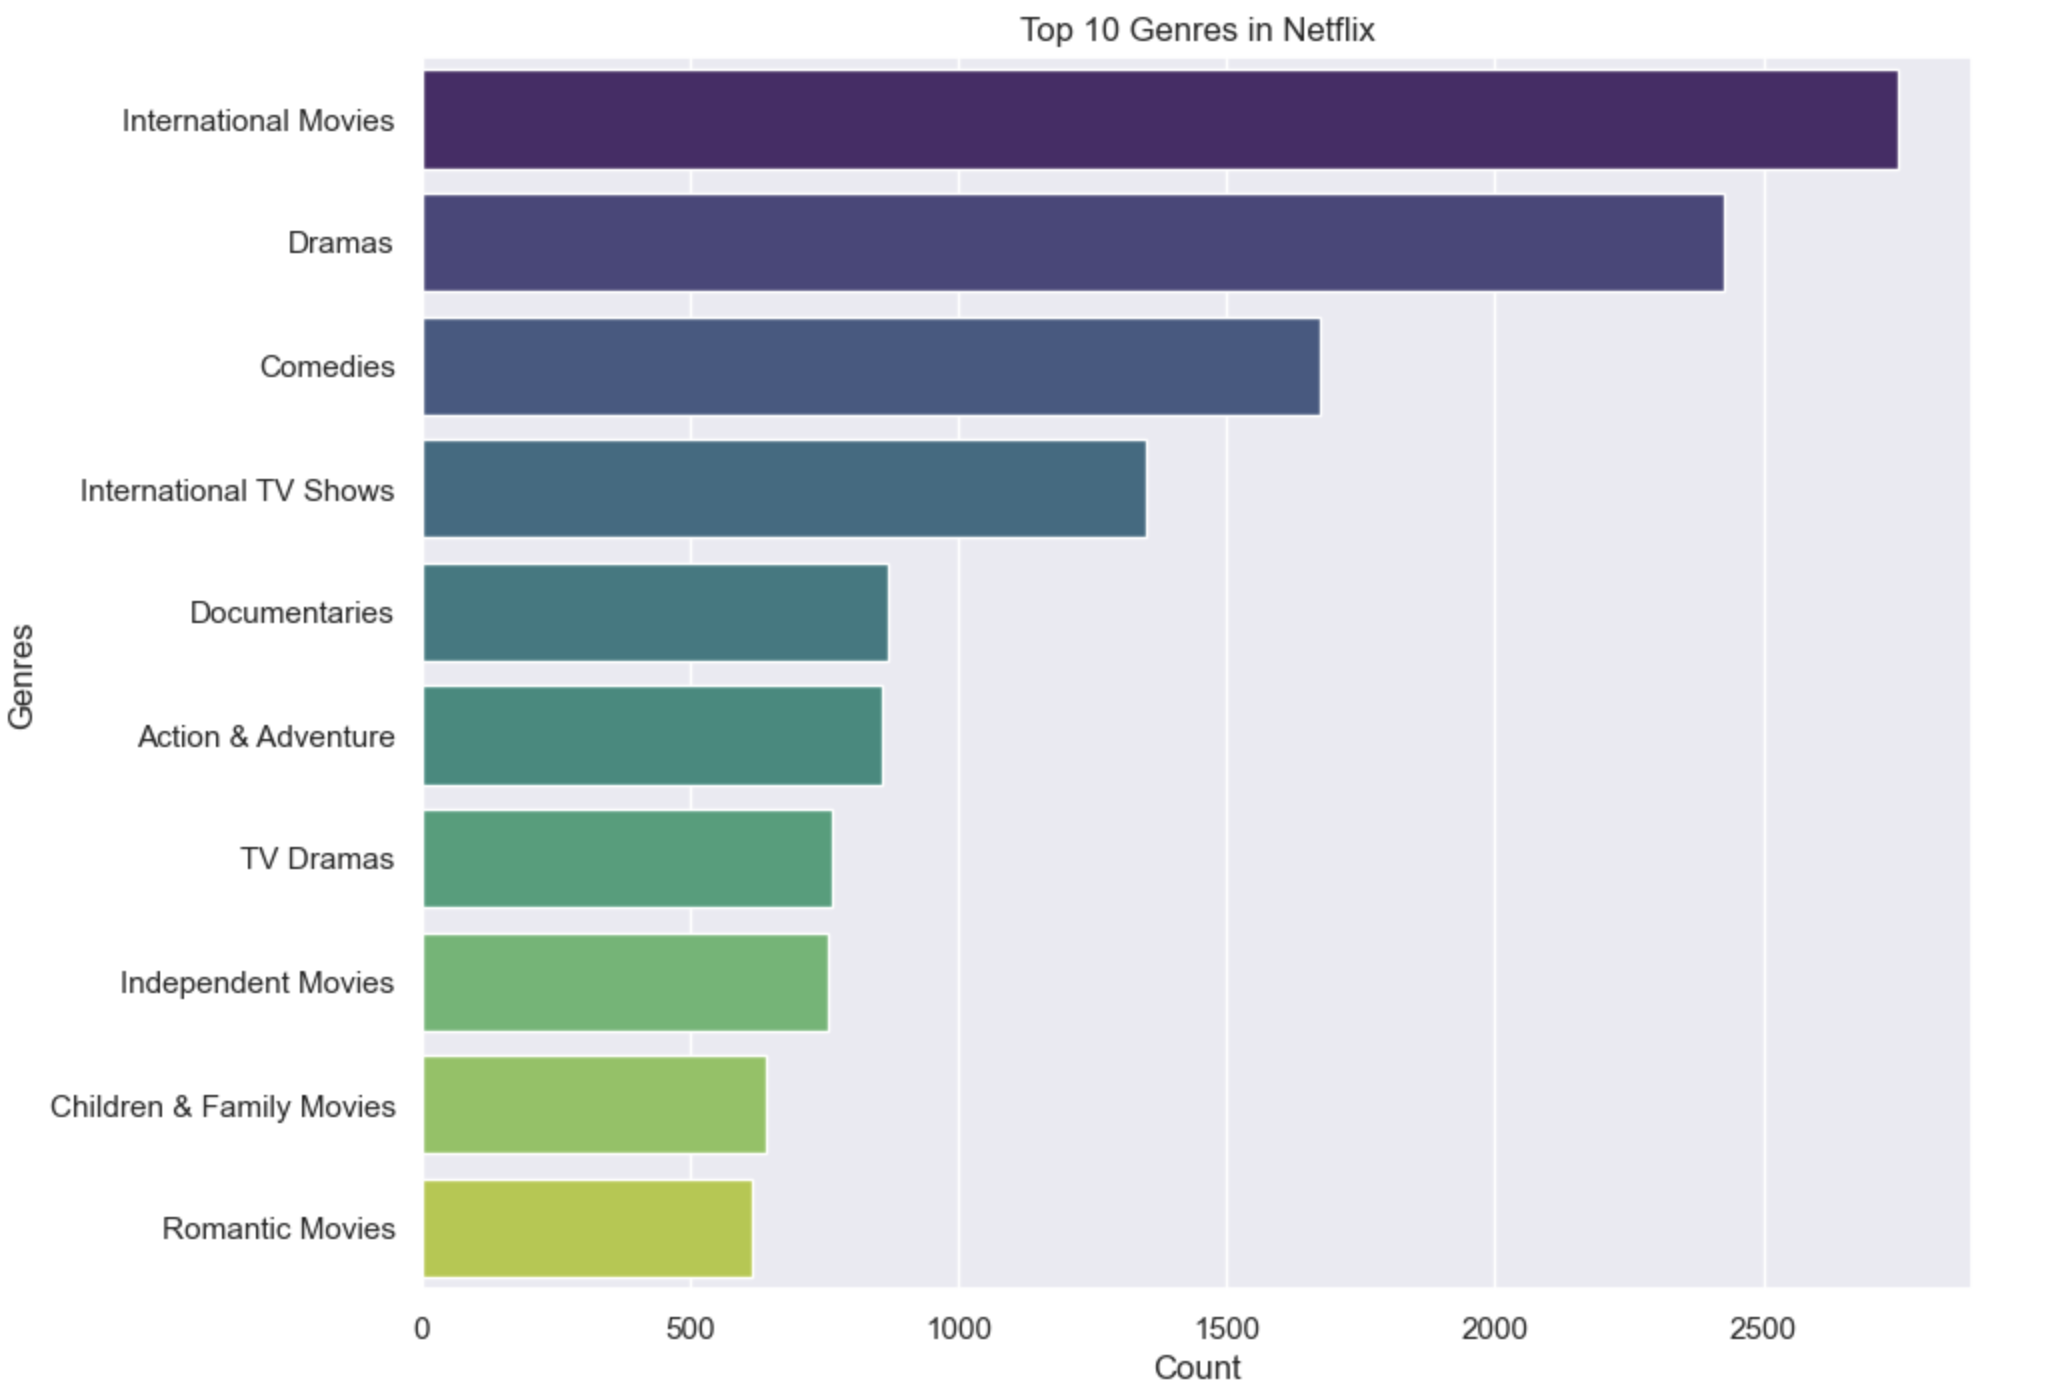 Top 10 Genres in Netflix
Genres
International Movies
Dramas
Comedies
International TV Shows
Documentaries
Action & Adventure
TV Dramas
Independent Movies
Children & Family Movies
Romantic Movies
0 500 1000 1500 2000 2500
Count